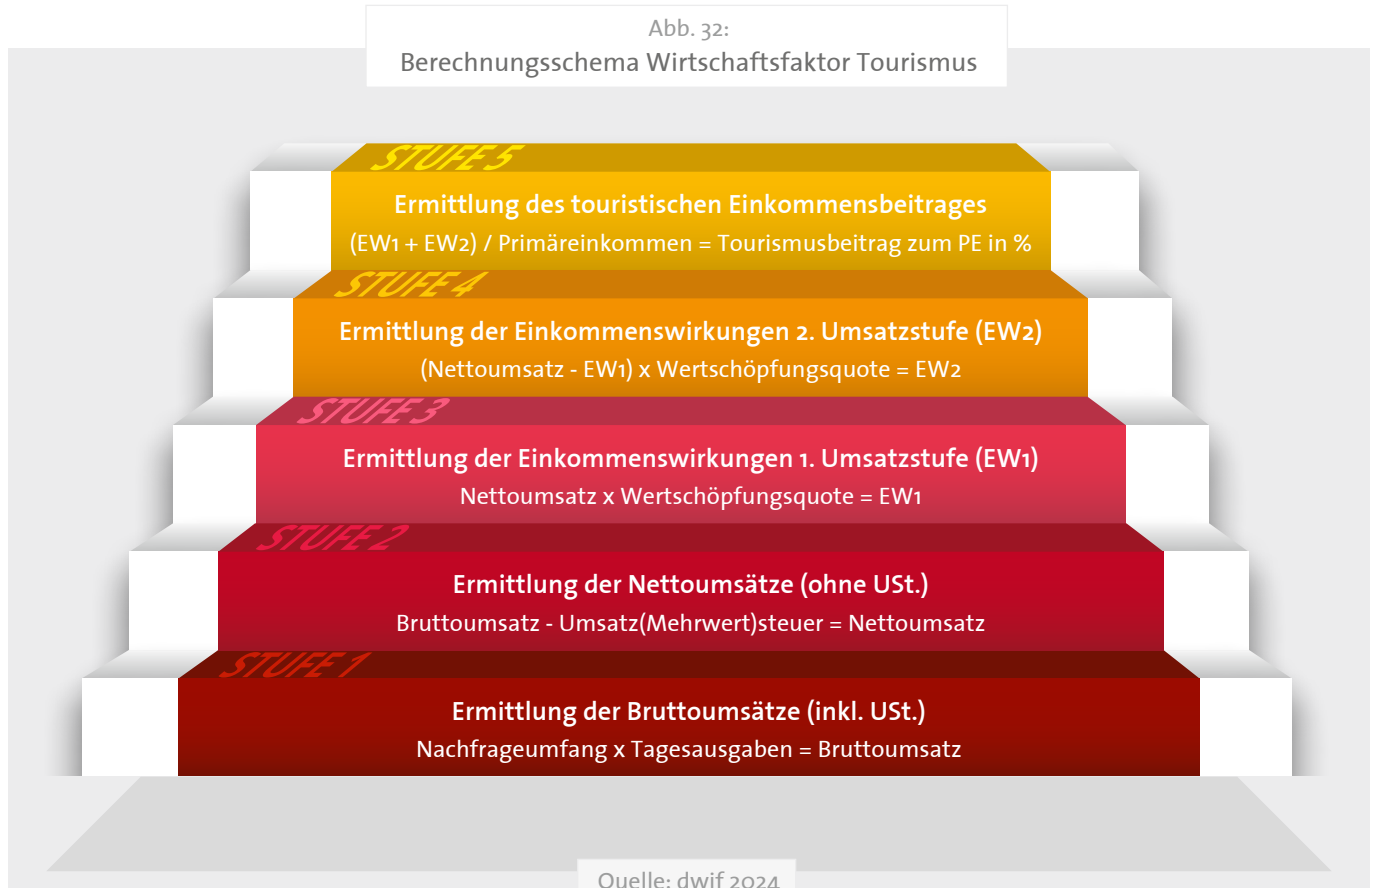 Abb. 32:
Berechnungsschema Wirtschaftsfaktor Tourismus
STUFE 5
Ermittlung des touristischen Einkommensbeitrages
(EW1 + EW2) / Primäreinkommen = Tourismusbeitrag zum PE in %
STUFE 4
Ermittlung der Einkommenswirkungen 2. Umsatzstufe (EW2)
(Nettoumsatz - EW1) x Wertschöpfungsquote = EW2
STUFE 3
Ermittlung der Einkommenswirkungen 1. Umsatzstufe (EW1)
Nettoumsatz x Wertschöpfungsquote = EW1
STUFE 2
Ermittlung der Nettoumsätze (ohne USt.)
Bruttoumsatz - Umsatz(Mehrwert)steuer = Nettoumsatz
STUFE 1
Ermittlung der Bruttoumsätze (inkl. USt.)
Nachfrageumfang x Tagesausgaben = Bruttoumsatz
Quelle: dwif 2024